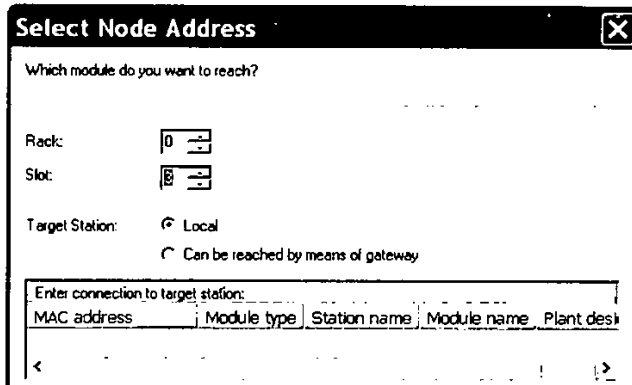 Select Node Address
Which module do you want to reach?
Rack: 0
Slot:
Target Station: Local
Can be reached by means of gateway
Enter connection to target station:
MAC address Module type Station name Module name Plant desi